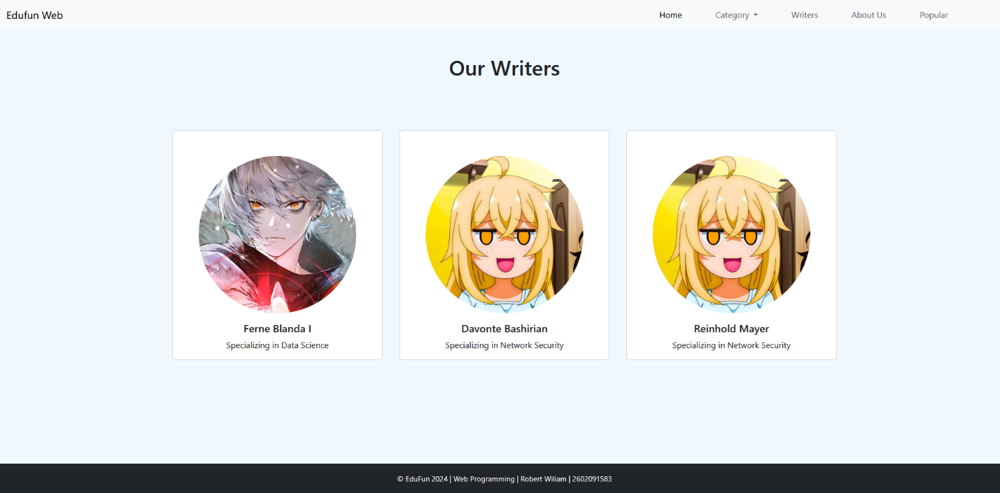 Edufun Web
Home Category Writers About Us Popular
Our Writers
Ferne Blanda I
Specializing in Data Science
Davonte Bashirian
Specializing in Network Security
Reinhold Mayer
Specializing in Network Security
© EduFun 2024 | Web Programming | Robert Wiliam | 2602091583